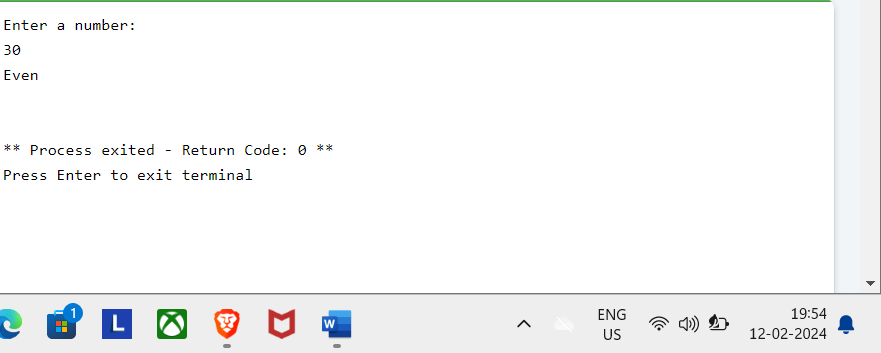 Enter a number:
30
Even
** Process exited - Return Code: 0 **
Press Enter to exit terminal
1
L
W
ENG
US
19:54
12-02-2024